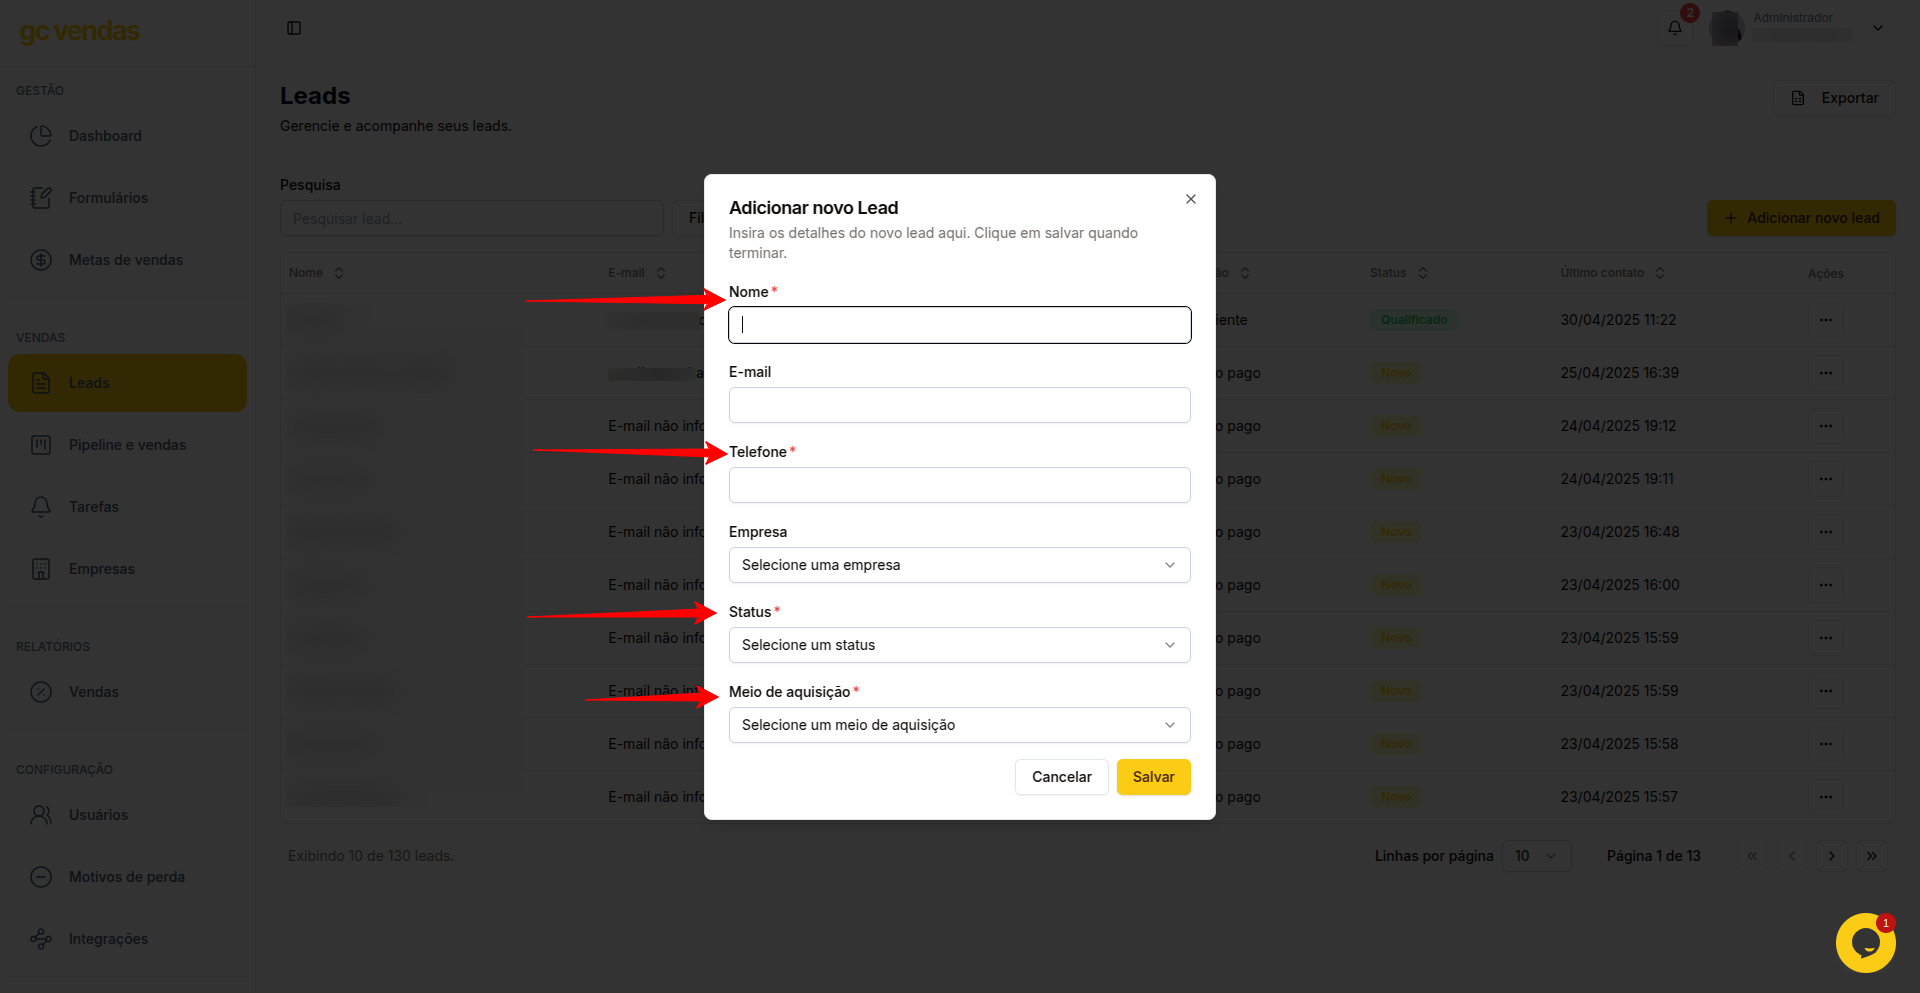 gc vendas
2
Administrador
GESTÃO
Dashboard
Formulários
Metas de vendas
VENDAS
Leads
Pipeline e vendas
Tarefas
Empresas
RELATÓRIOS
Vendas
CONFIGURAÇÃO
Usuários
Motivos de perda
Integrações
Leads
Gerencie e acompanhe seus leads.
Exportar
Pesquisa
Pesquisar lead...
Fil
+ Adicionar novo lead
Nome E-mail ão Status Último contato Ações
iente Qualificado 30/04/2025 11:22 ...
a o pago Novo 25/04/2025 16:39 ...
E-mail não info o pago Novo 24/04/2025 19:12 ...
E-mail não info o pago Novo 24/04/2025 19:11 ...
E-mail não info o pago Novo 23/04/2025 16:48 ...
E-mail não info o pago Novo 23/04/2025 16:00 ...
E-mail não info o pago Novo 23/04/2025 15:59 ...
E-mail não info o pago Novo 23/04/2025 15:59 ...
E-mail não info o pago Novo 23/04/2025 15:58 ...
E-mail não info o pago Novo 23/04/2025 15:57 ...
Exibindo 10 de 130 leads.
Linhas por página 10 Página 1 de 13
Adicionar novo Lead
Insira os detalhes do novo lead aqui. Clique em salvar quando
terminar.
Nome *
E-mail
Telefone *
Empresa
Selecione uma empresa
Status *
Selecione um status
Meio de aquisição *
Selecione um meio de aquisição
Cancelar
Salvar
1